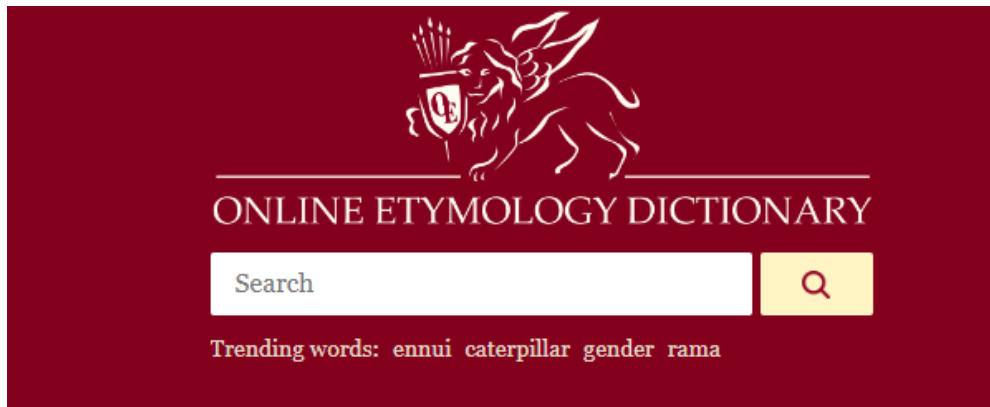 OE
ONLINE ETYMOLOGY DICTIONARY
Search
Trending words: ennui caterpillar gender rama